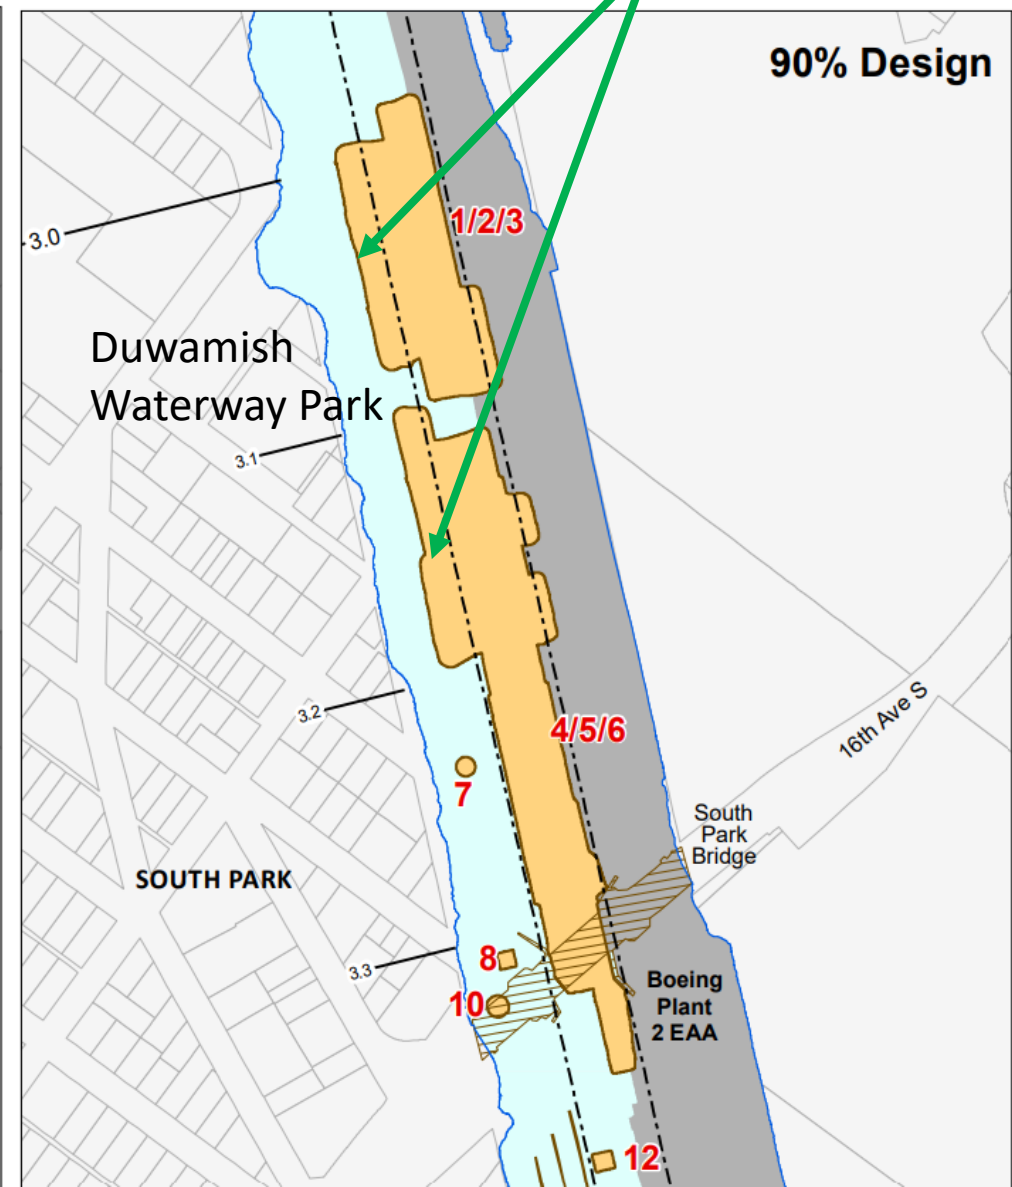 90% Design
1/2/3
3.0
Duwamish
Waterway Park
3.1
3.2
4/5/6
16th Ave S
7
South
Park
Bridge
SOUTH PARK
8
3.3
10
Boeing
Plant
2 EAA
12